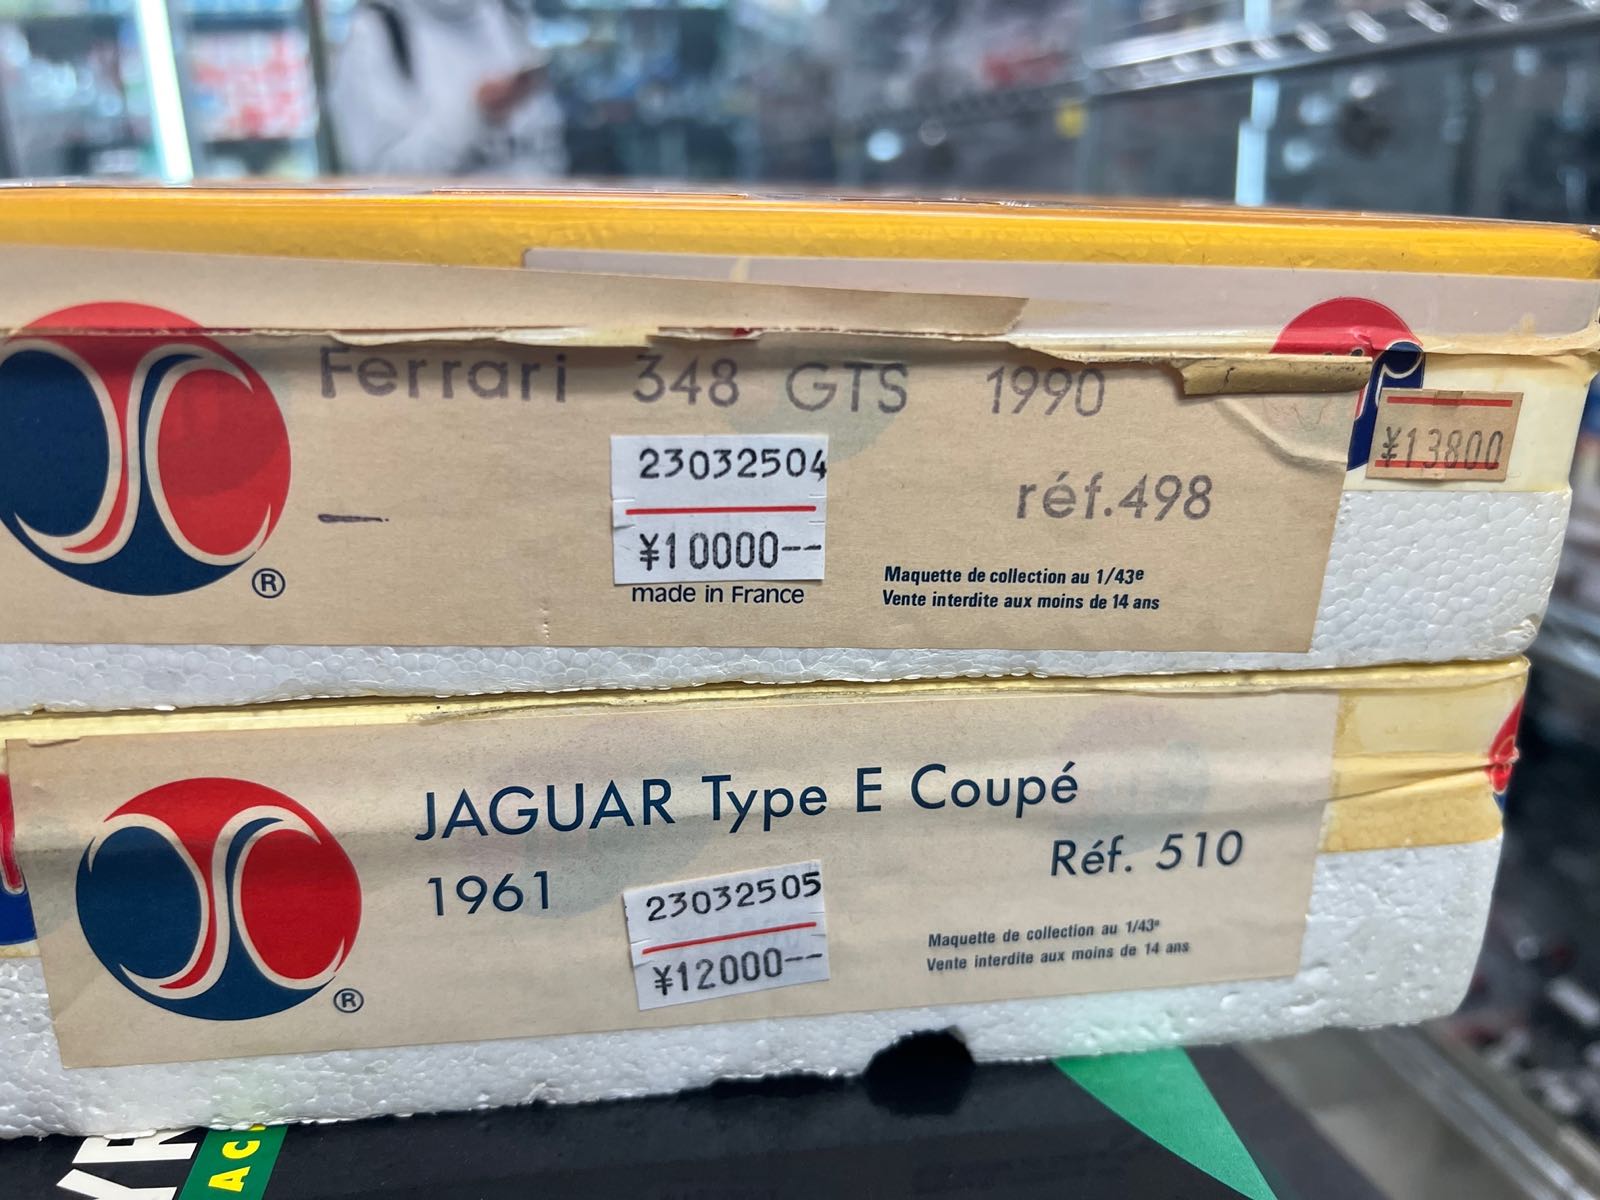 Ferrari 348 GTS 1990
¥13800
23032504
réf.498
¥10000--
made in France
Maquette de collection au 1/43e
Vente interdite aux moins de 14 ans
®
JAGUAR Type E Coupé
1961
Réf. 510
23032505
¥12000--
Maquette de collection au 1/43e
Vente interdite aux moins de 14 ans
®